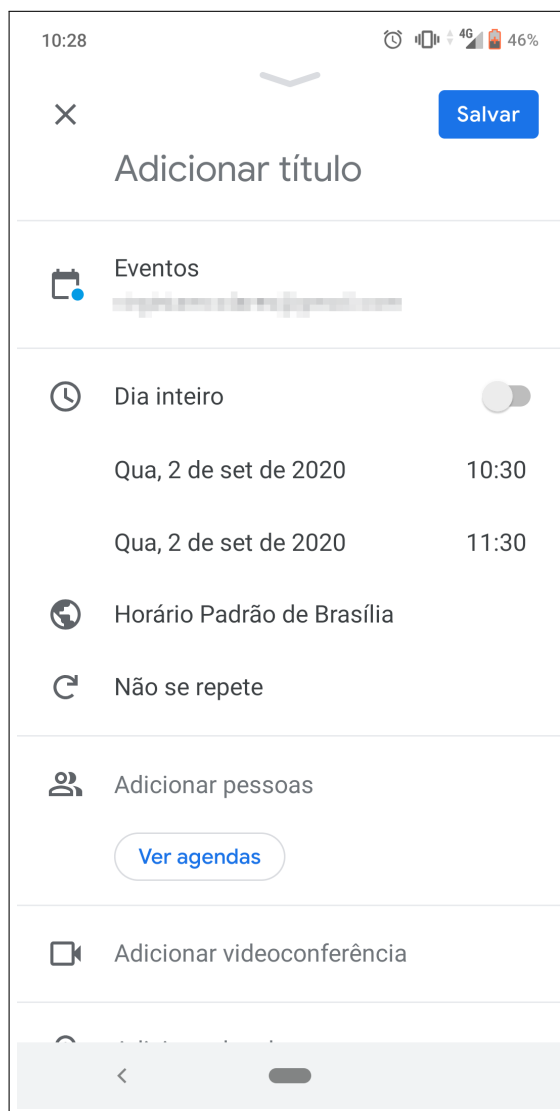 10:28
4G
46%
Salvar
Adicionar título
Eventos
Dia inteiro
Qua, 2 de set de 2020 10:30
Qua, 2 de set de 2020 11:30
Horário Padrão de Brasília
Não se repete
Adicionar pessoas
Ver agendas
Adicionar videoconferência